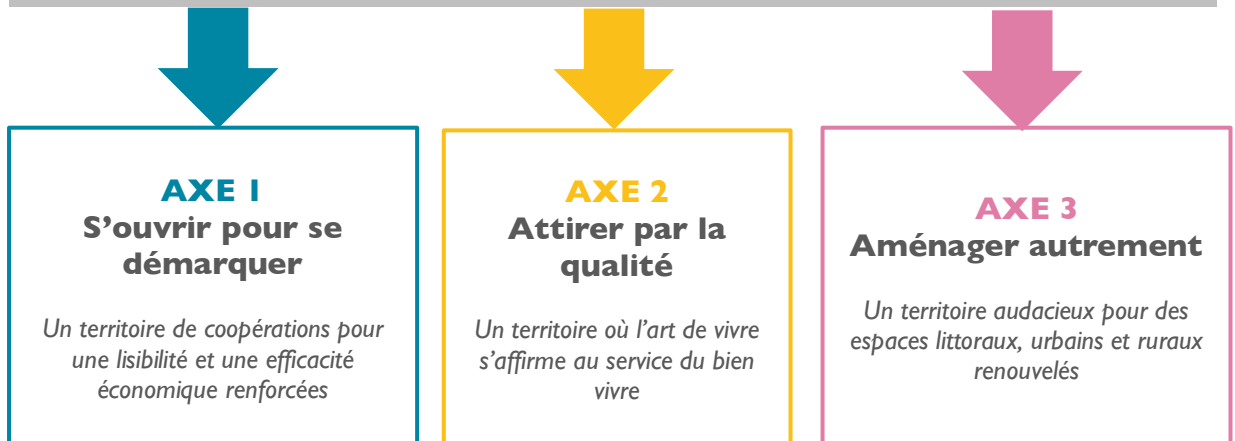 AXE 1
S'ouvrir pour se
démarquer
Un territoire de coopérations pour
une lisibilité et une efficacité
économique renforcées
AXE 2
Attirer par la
qualité
Un territoire où l'art de vivre
s'affirme au service du bien
vivre
AXE 3
Aménager autrement
Un territoire audacieux pour des
espaces littoraux, urbains et ruraux
renouvelés